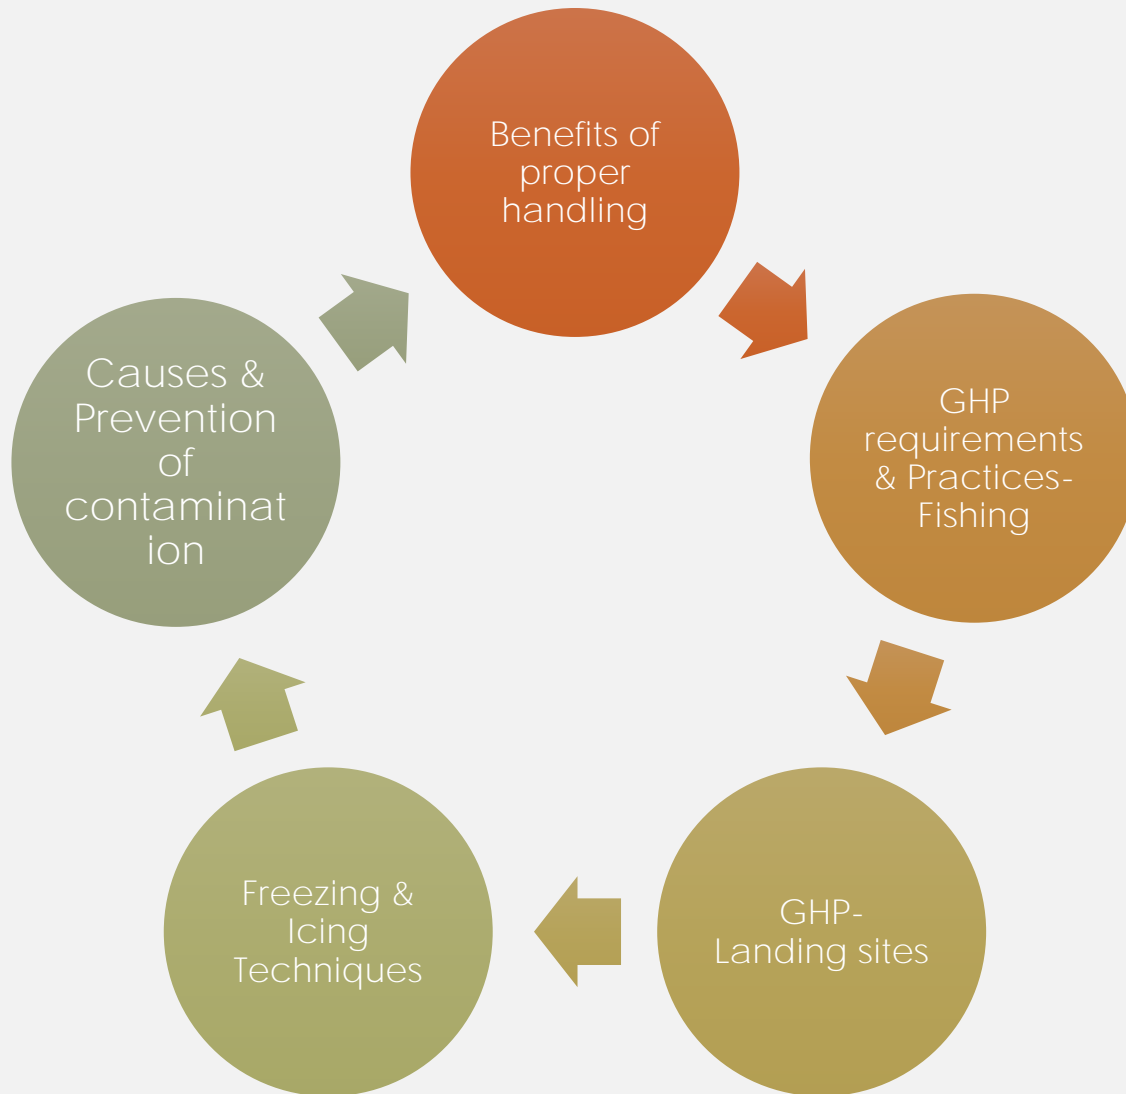 Benefits of
proper
handling
GHP
requirements
& Practices-
Fishing
GHP-
Landing sites
Freezing &
Icing
Techniques
Causes &
Prevention
of
contaminat
ion